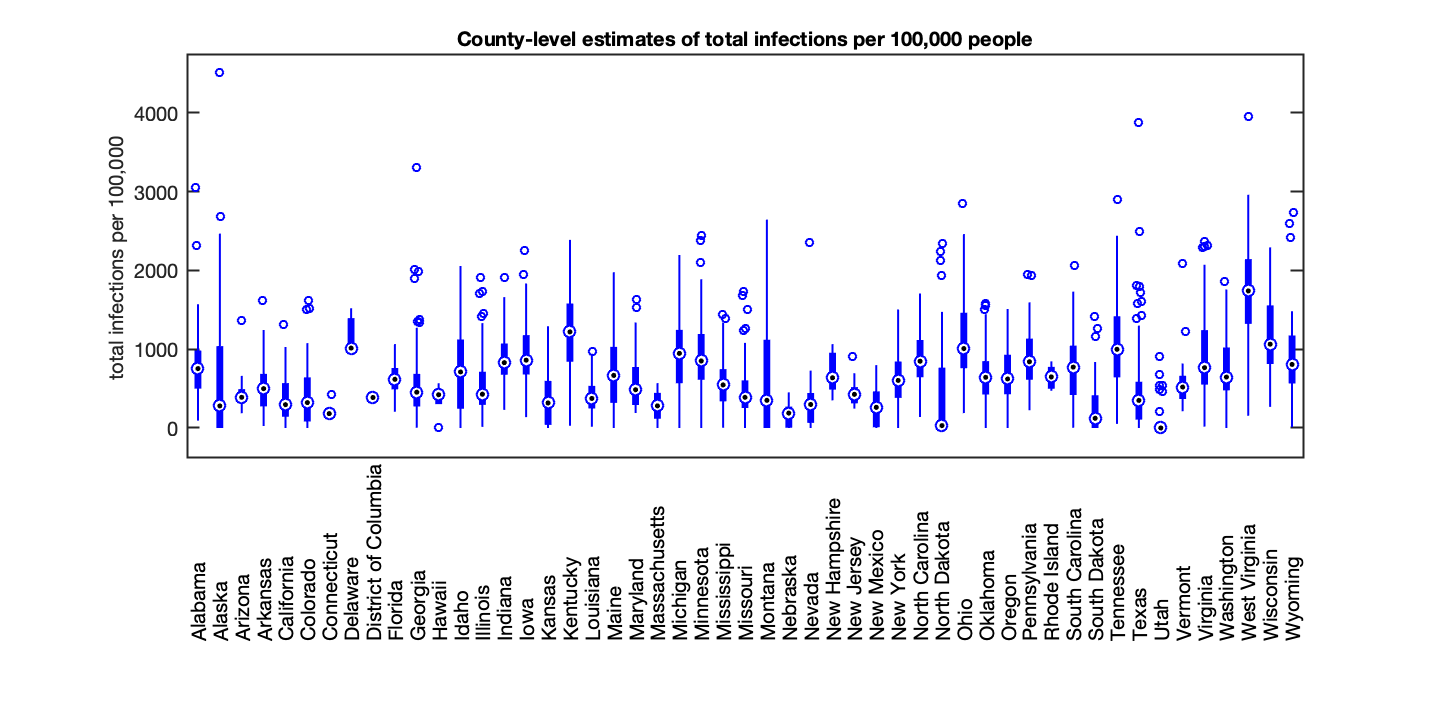 County-level estimates of total infections per 100,000 people
total infections per 100,000
4000
3000
2000
1000
0
Alabama
Alaska
Arizona
Arkansas
California
Colorado
Connecticut
Delaware
District of Columbia
Florida
Georgia
Hawaii
Idaho
Illinois
Indiana
Iowa
Kansas
Kentucky
Louisiana
Maine
Maryland
Massachusetts
Michigan
Minnesota
Mississippi
Missouri
Montana
Nebraska
Nevada
New Hampshire
New Jersey
New Mexico
New York
North Carolina
North Dakota
Ohio
Oklahoma
Oregon
Pennsylvania
Rhode Island
South Carolina
South Dakota
Tennessee
Texas
Utah
Vermont
Virginia
Washington
West Virginia
Wisconsin
Wyoming